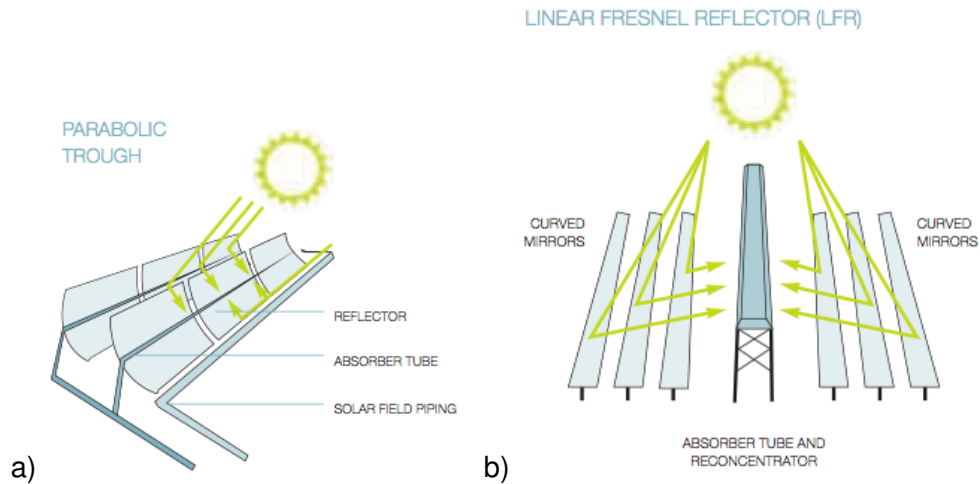 LINEAR FRESNEL REFLECTOR (LFR)
PARABOLIC
TROUGH
CURVED
MIRRORS
CURVED
MIRRORS
REFLECTOR
ABSORBER TUBE
SOLAR FIELD PIPING
ABSORBER TUBE AND
RECONCENTRATOR
a)
b)